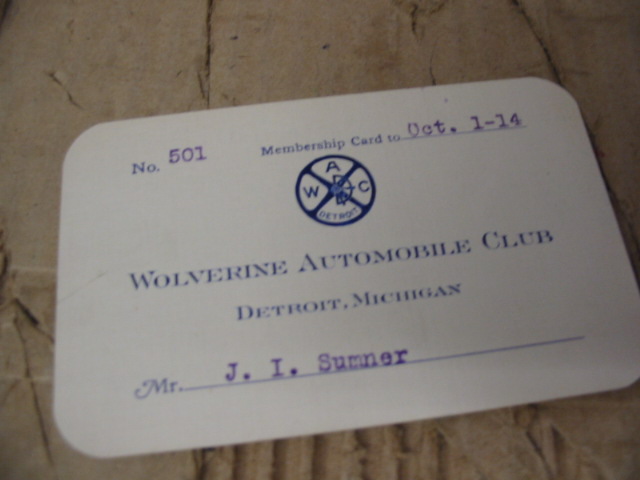 No. 501 Membership Card to Oct. 1-14
A
W C
DETROIT
WOLVERINE AUTOMOBILE CLUB
DETROIT, MICHIGAN
Mr. J. I. Sumner